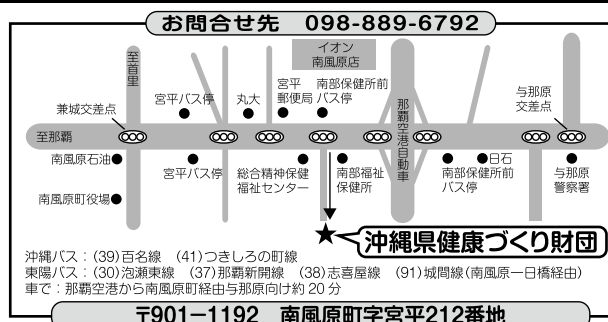 お問合せ先　098-889-6792
イオン
南風原店
至首里
兼城交差点
宮平バス停
丸大
宮平
郵便局
南部保健所前
バス停
那覇空港自動車
与那原
交差点
至那覇
南風原石油
宮平バス停
総合精神保健
福祉センター
南部福祉
保健所
南部保健所前
バス停
日石
与那原
警察署
南風原町役場
沖縄県健康づくり財団
沖縄バス：(39)百名線　(41)つきしろの町線
東陽バス：(30)泡瀬東線　(37)那覇新開線　(38)志喜屋線　(91)城間線(南風原一日橋経由)
車で：那覇空港から南風原町経由与那原向け約 20 分
〒901－1192　南風原町字宮平212番地